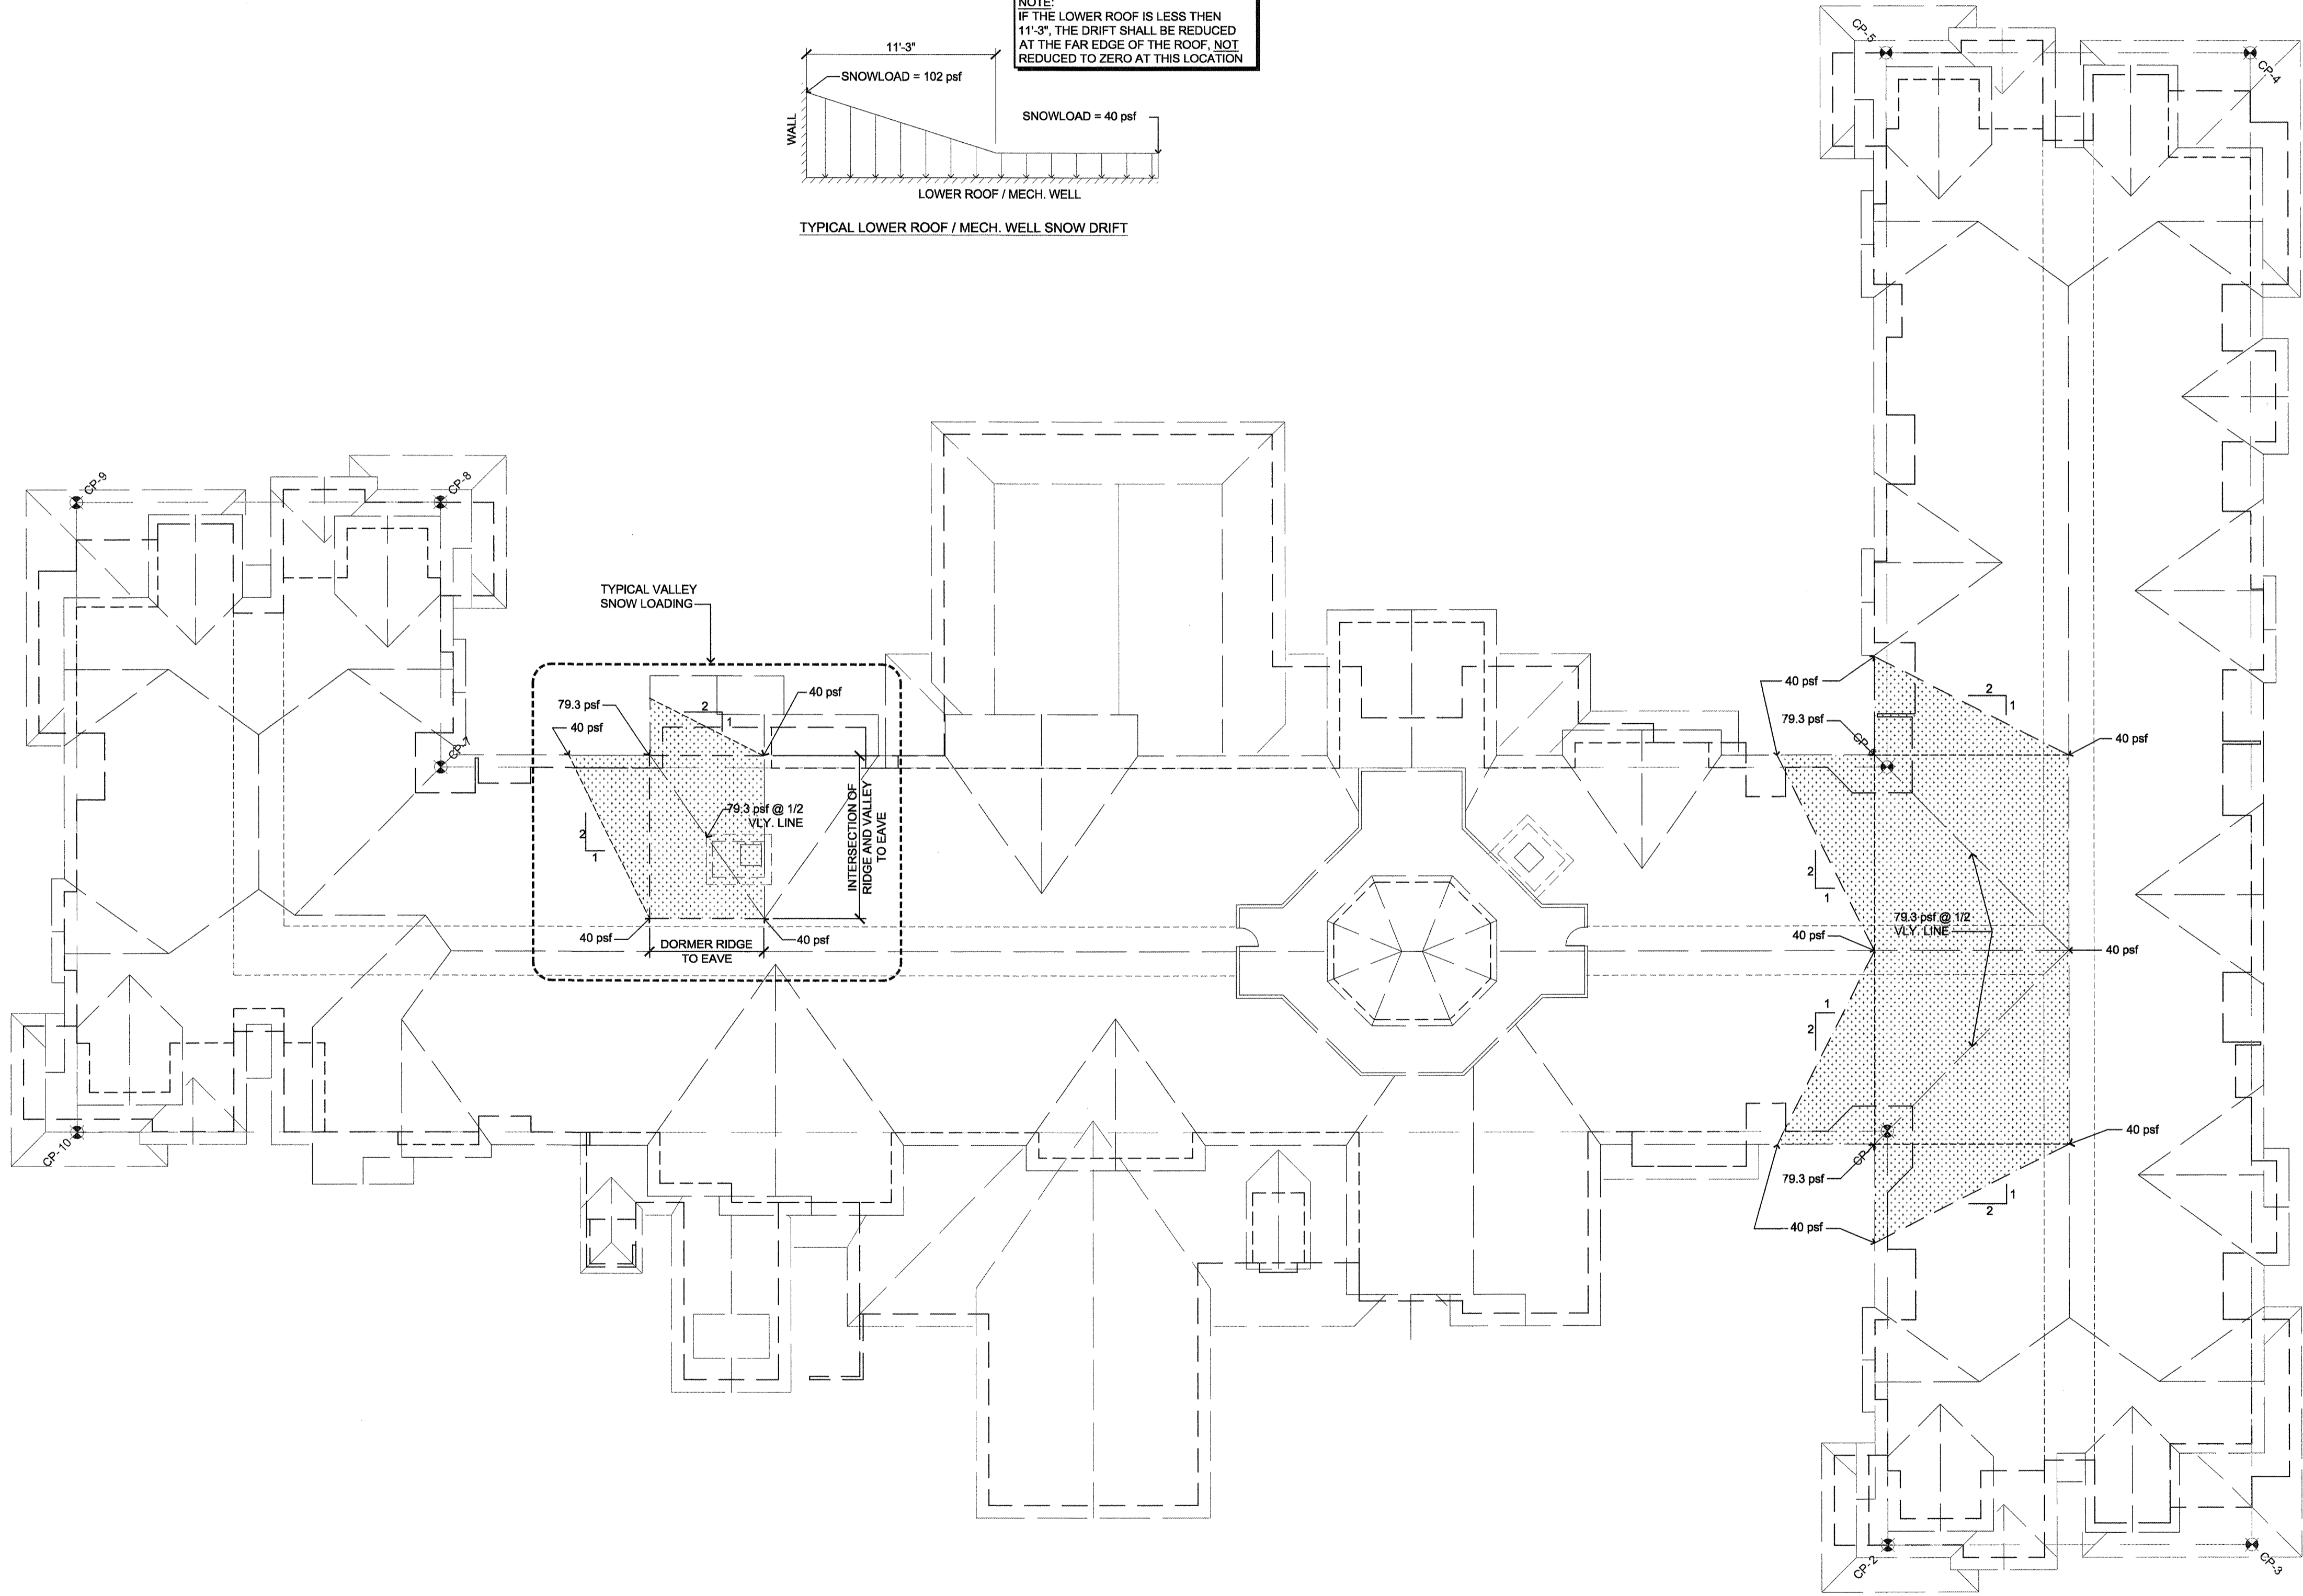 NOTE:
IF THE LOWER ROOF IS LESS THEN
11'-3", THE DRIFT SHALL BE REDUCED
AT THE FAR EDGE OF THE ROOF, NOT
REDUCED TO ZERO AT THIS LOCATION
11'-3"
SNOWLOAD = 102 psf
SNOWLOAD = 40 psf
WALL
LOWER ROOF / MECH. WELL
TYPICAL LOWER ROOF / MECH. WELL SNOW DRIFT
CP-5
CP-4
CP-9
CP-8
CP-7
TYPICAL VALLEY
SNOW LOADING
79.3 psf
40 psf
40 psf
2
1
79.3 psf @ 1/2
VLY. LINE
2
1
INTERSECTION OF
RIDGE AND VALLEY
TO EAVE
40 psf
40 psf
DORMER RIDGE
TO EAVE
40 psf
2
1
79.3 psf
40 psf
2
1
79.3 psf @ 1/2
VLY. LINE
40 psf
40 psf
1
2
40 psf
79.3 psf
1
2
40 psf
CP-10
CP-2
CP-3